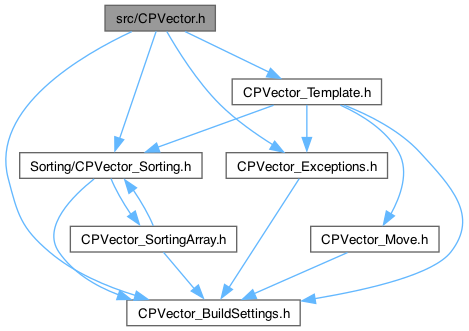 src/CPVector.h
CPVector_Template.h
Sorting/CPVector_Sorting.h
CPVector_Exceptions.h
CPVector_SortingArray.h
CPVector_Move.h
CPVector_BuildSettings.h